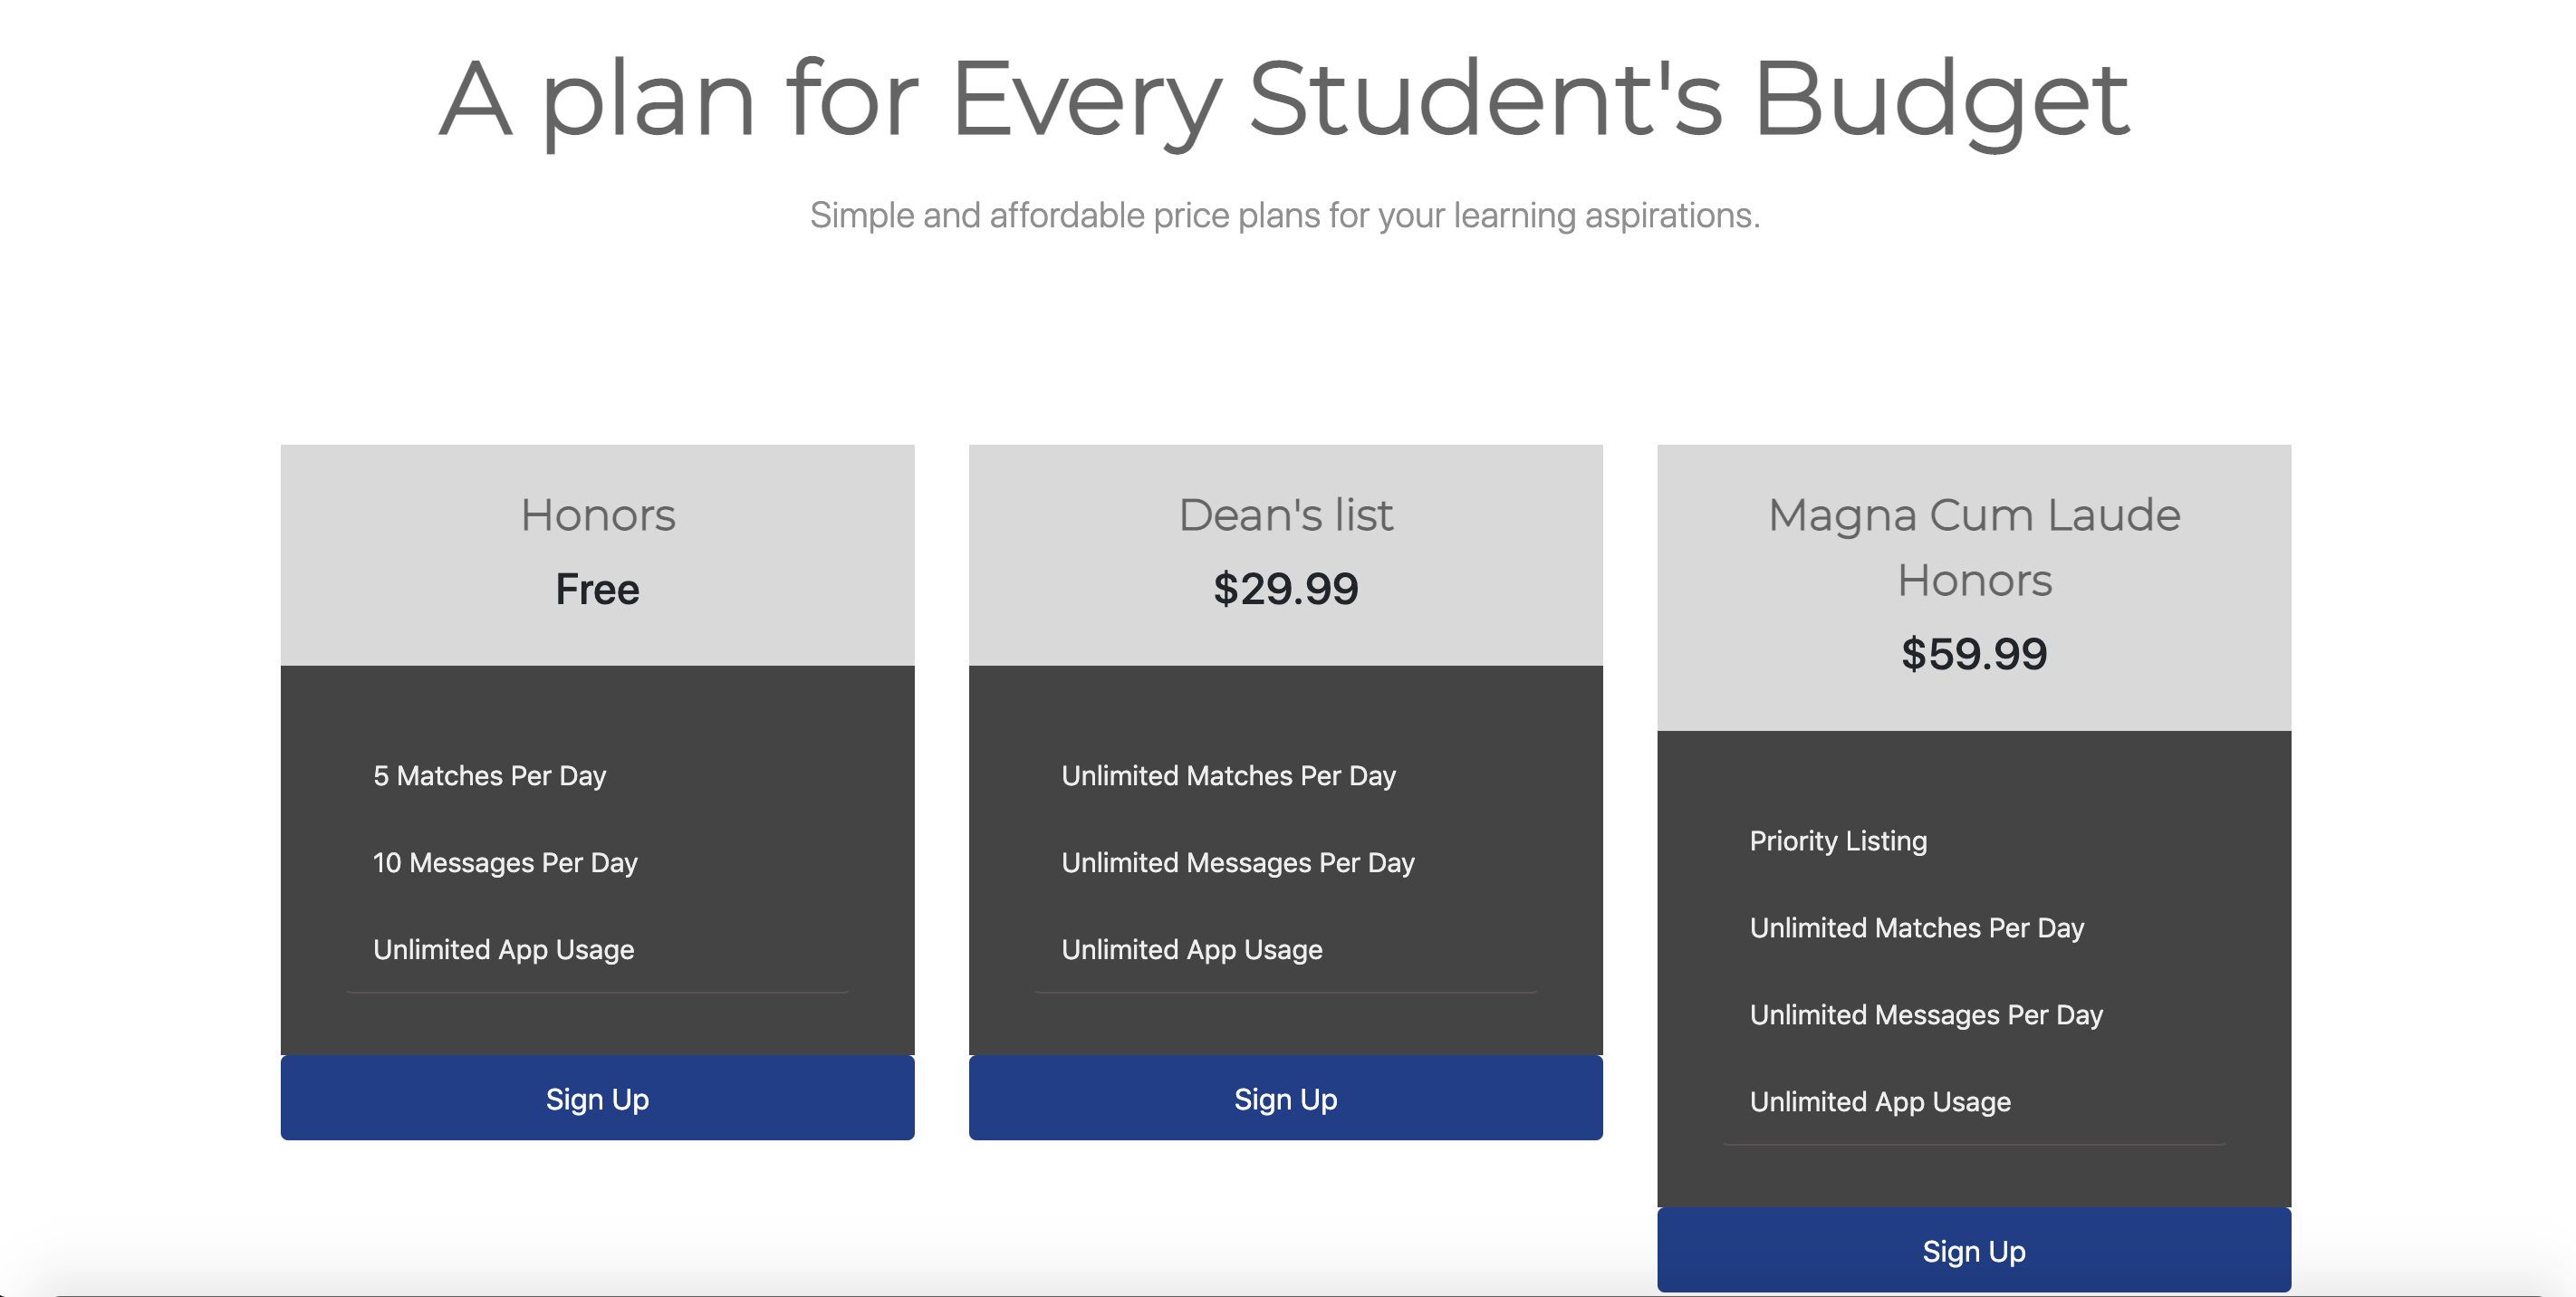 A plan for Every Student's Budget
Simple and affordable price plans for your learning aspirations.
Honors
Free
5 Matches Per Day
10 Messages Per Day
Unlimited App Usage
Sign Up
Dean's list
$29.99
Unlimited Matches Per Day
Unlimited Messages Per Day
Unlimited App Usage
Sign Up
Magna Cum Laude
Honors
$59.99
Priority Listing
Unlimited Matches Per Day
Unlimited Messages Per Day
Unlimited App Usage
Sign Up